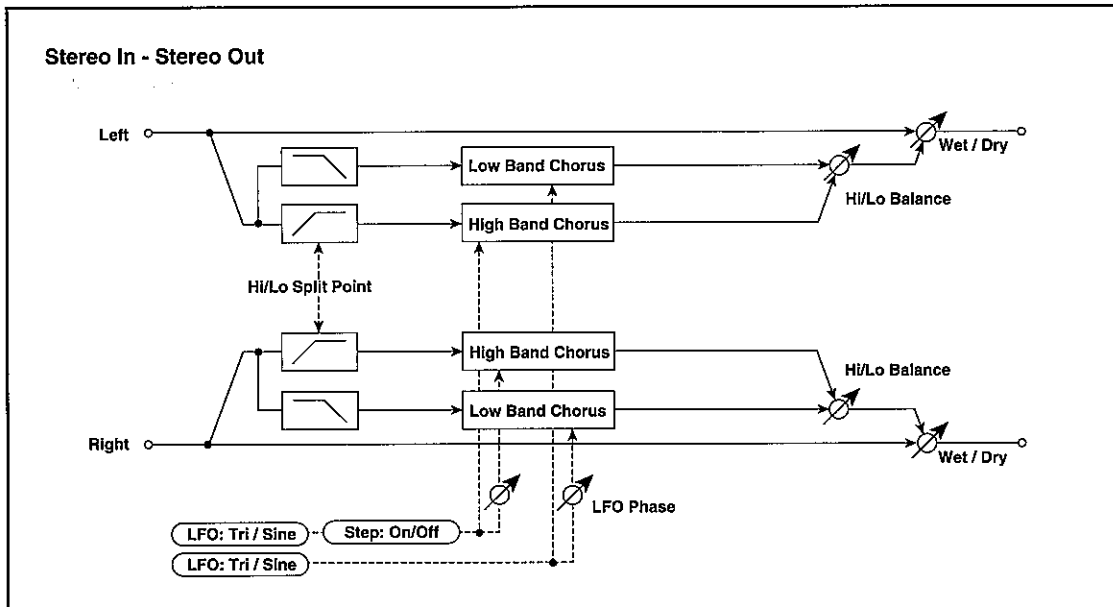 Stereo In - Stereo Out
Left
Wet / Dry
Low Band Chorus
Hi/Lo Balance
High Band Chorus
Hi/Lo Split Point
High Band Chorus
Hi/Lo Balance
Low Band Chorus
Right
Wet / Dry
LFO Phase
LFO: Tri / Sine
Step: On/Off
LFO: Tri / Sine